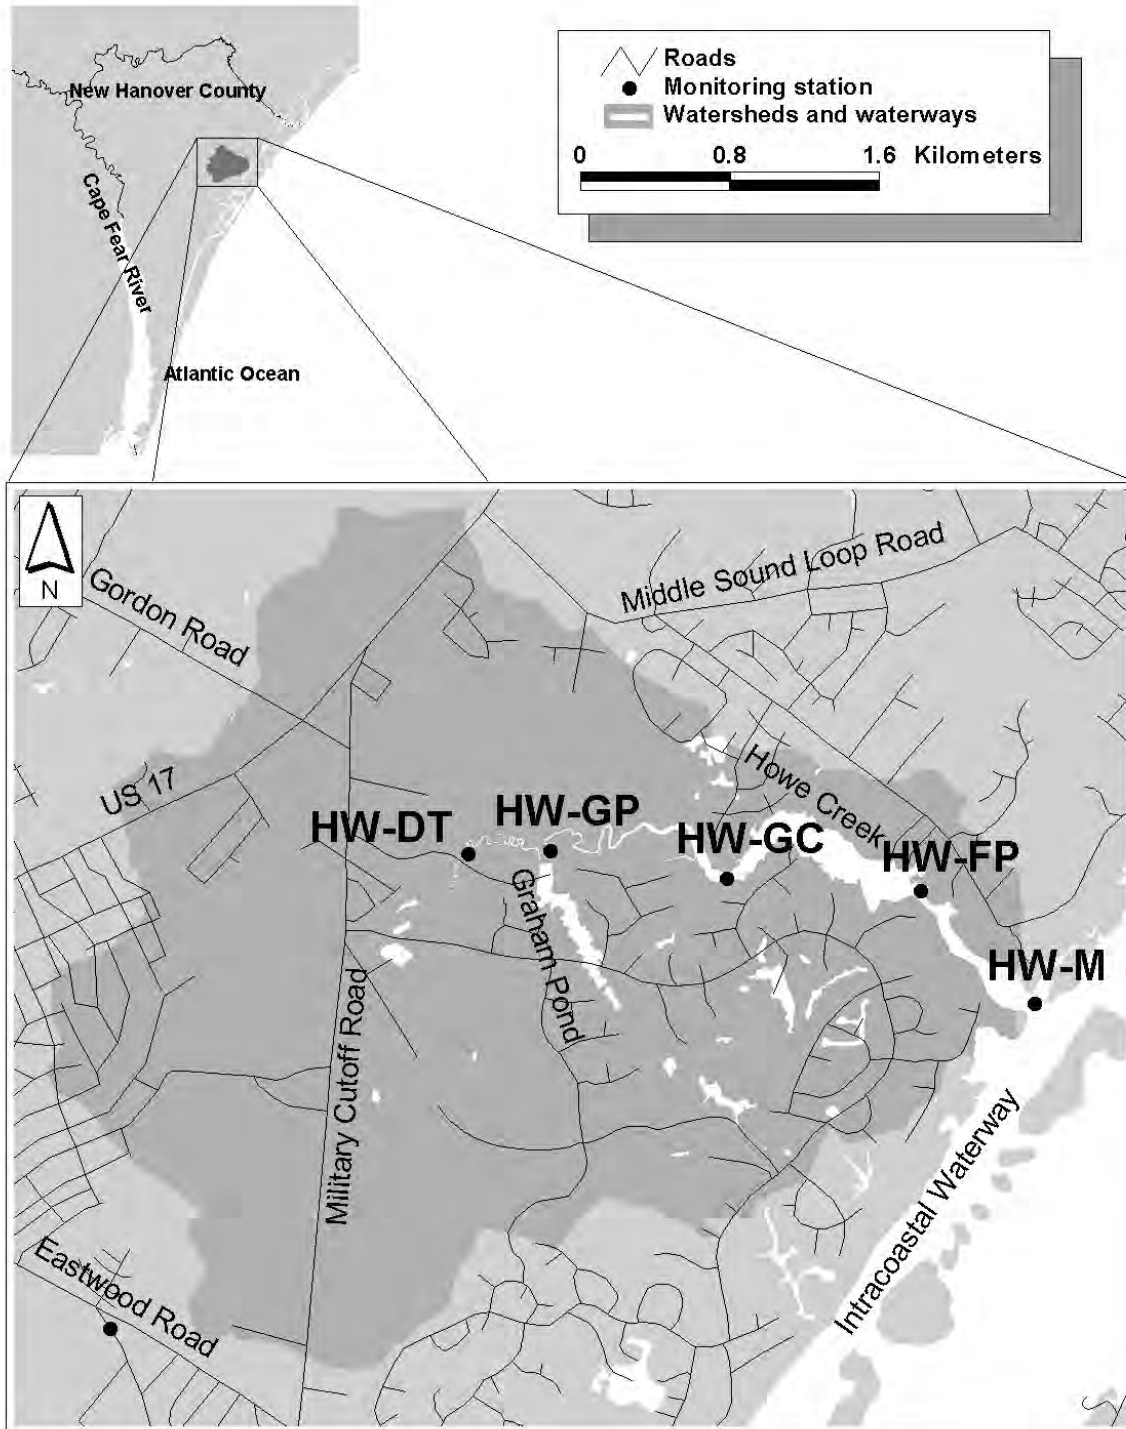 New Hanover County
Cape Fear River
Atlantic Ocean
Roads
Monitoring station
Watersheds and waterways
0 0.8 1.6 Kilometers
N
Gordon Road
Middle Sound Loop Road
US 17
Howe Creek
HW-DT
HW-GP
HW-GC
HW-FP
HW-M
Graham Pond
Military Cutoff Road
Intracoastal Waterway
Eastwood Road